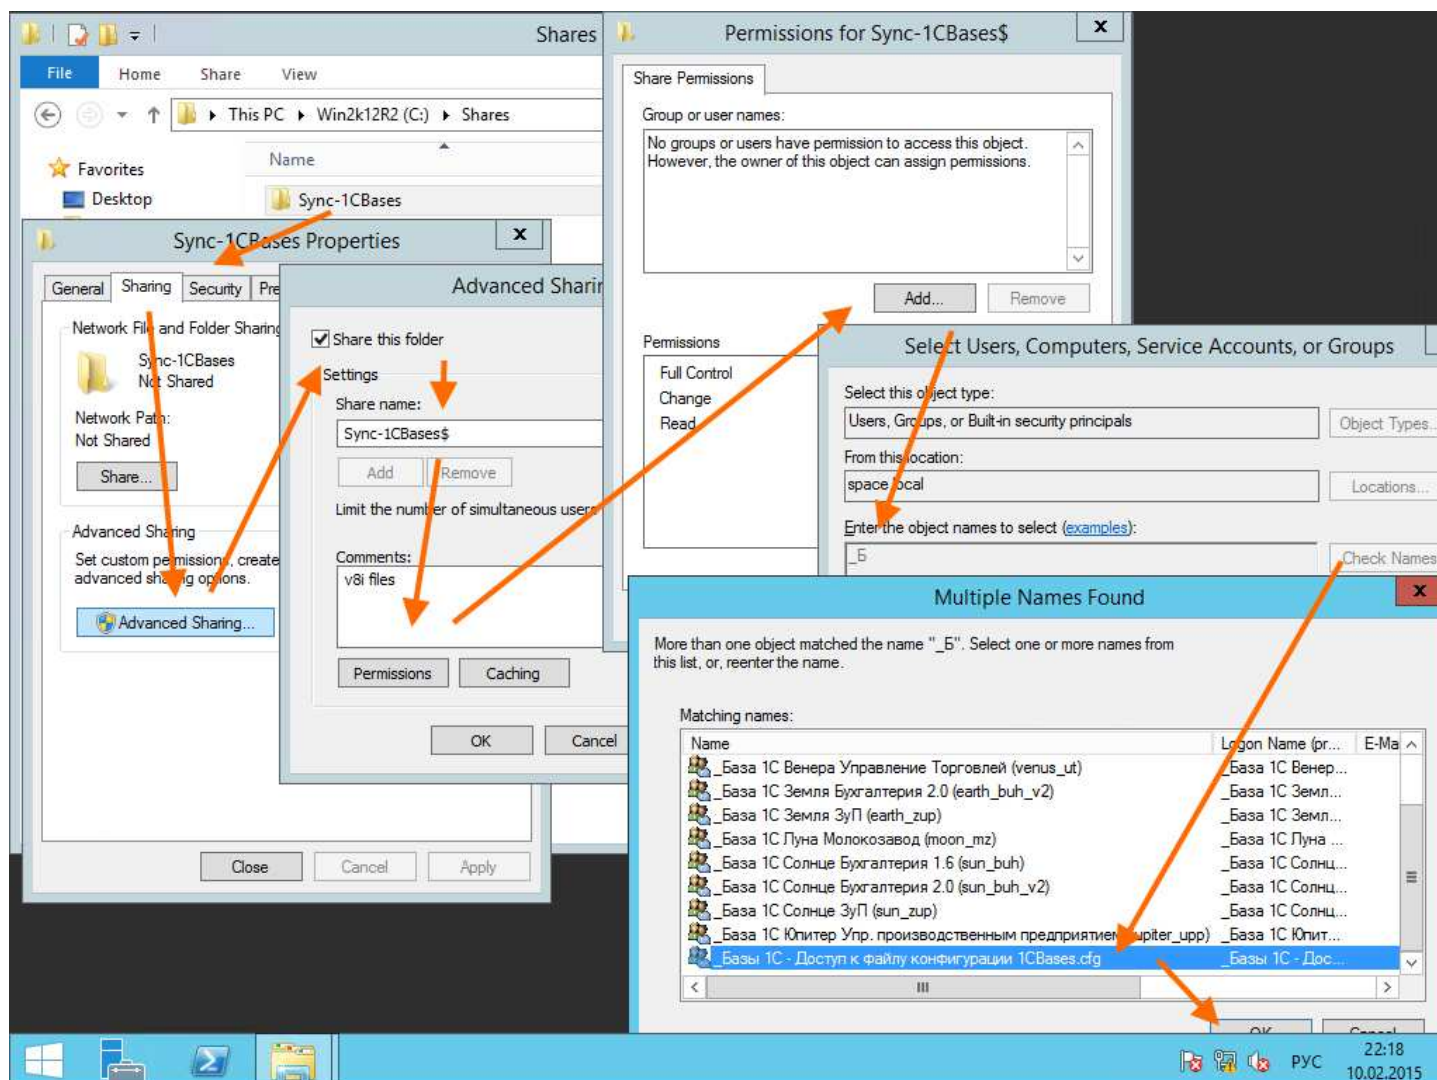 Shares
File Home Share View
This PC Win2k12R2 (C:) Shares
Favorites
Desktop
Name
Sync-1CBases
Sync-1CBases Properties
x
General Sharing Security
Network File and Folder Sharing
Sync-1CBases
Not Shared
Network Path:
Not Shared
Share...
Advanced Sharing
Set custom permissions, create
advanced sharing options.
Advanced Sharing...
Close Cancel Apply
Advanced
Share this folder
Settings
Share name:
Sync-1CBases$
Add Remove
Limit the number of simultaneous users
Comments:
v8i files
Permissions Caching
OK Cancel
Permissions for Sync-1CBases$
x
Share Permissions
Group or user names:
No groups or users have permission to access this object.
However, the owner of this object can assign permissions.
Add... Remove
Permissions
Full Control
Change
Read
Select Users, Computers, Service Accounts, or Groups
Select this object type:
Users, Groups, or Built-in security principals
Object Types...
From this location:
space.local
Locations...
Enter the object names to select (examples):
_Б
Check Names
Multiple Names Found
x
More than one object matched the name "_Б". Select one or more names from
this list, or, reenter the name.
Matching names:
Name Logon Name (pr... E-Ma
_База 1С Венера Управление Торговлей (venus_ut) _База 1С Венер...
_База 1С Земля Бухгалтерия 2.0 (earth_buh_v2) _База 1С Земл...
_База 1С Земля ЗуП (earth_zup) _База 1С Земл...
_База 1С Луна Молокозавод (moon_mz) _База 1С Луна ...
_База 1С Солнце Бухгалтерия 1.6 (sun_buh) _База 1С Солнц...
_База 1С Солнце Бухгалтерия 2.0 (sun_buh_v2) _База 1С Солнц...
_База 1С Солнце ЗуП (sun_zup) _База 1С Солнц...
_База 1С Юпитер Упр. производственным предприятием (jupiter_upp) _База 1С Юпит...
_Базы 1С - Доступ к файлу конфигурации 1CBases.cfg _Базы 1С - Дос...
OK Cancel
РУС
22:18
10.02.2015